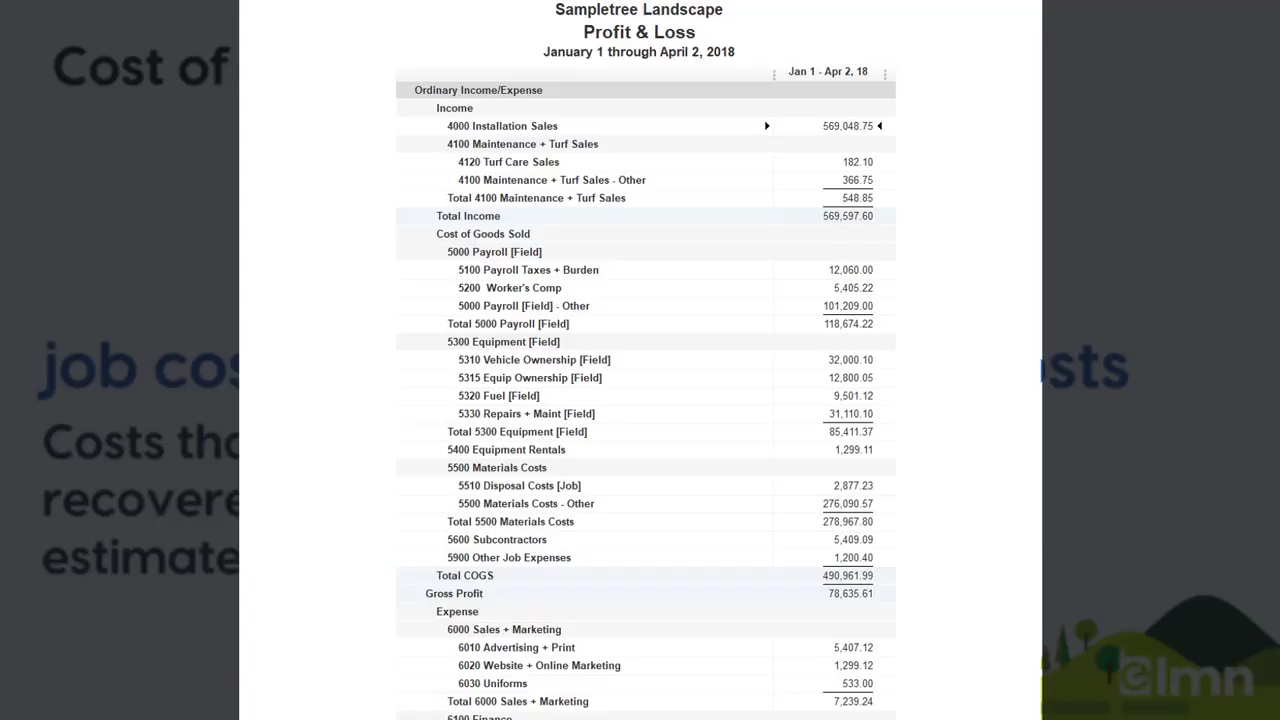 Sampletree Landscape
Profit & Loss
January 1 through April 2, 2018
Jan 1 - Apr 2, 18
Ordinary Income/Expense
Income
4000 Installation Sales 569,048.75
4100 Maintenance + Turf Sales
4120 Turf Care Sales 182.10
4100 Maintenance + Turf Sales - Other 366.75
Total 4100 Maintenance + Turf Sales 548.85
Total Income 569,597.60
Cost of Goods Sold
5000 Payroll [Field]
5100 Payroll Taxes + Burden 12,060.00
5200 Worker's Comp 5,405.22
5000 Payroll [Field] - Other 101,209.00
Total 5000 Payroll [Field] 118,674.22
5300 Equipment [Field]
5310 Vehicle Ownership [Field] 32,000.10
5315 Equip Ownership [Field] 12,800.05
5320 Fuel [Field] 9,501.12
5330 Repairs + Maint [Field] 31,110.10
Total 5300 Equipment [Field] 85,411.37
5400 Equipment Rentals 1,299.11
5500 Materials Costs
5510 Disposal Costs [Job] 2,877.23
5500 Materials Costs - Other 276,090.57
Total 5500 Materials Costs 278,967.80
5600 Subcontractors 5,409.09
5900 Other Job Expenses 1,200.40
Total COGS 490,961.99
Gross Profit 78,635.61
Expense
6000 Sales + Marketing
6010 Advertising + Print 5,407.12
6020 Website + Online Marketing 1,299.12
6030 Uniforms 533.00
Total 6000 Sales + Marketing 7,239.24
6100 Finance
Cost of
job
Costs
recovere
estimate
lmn